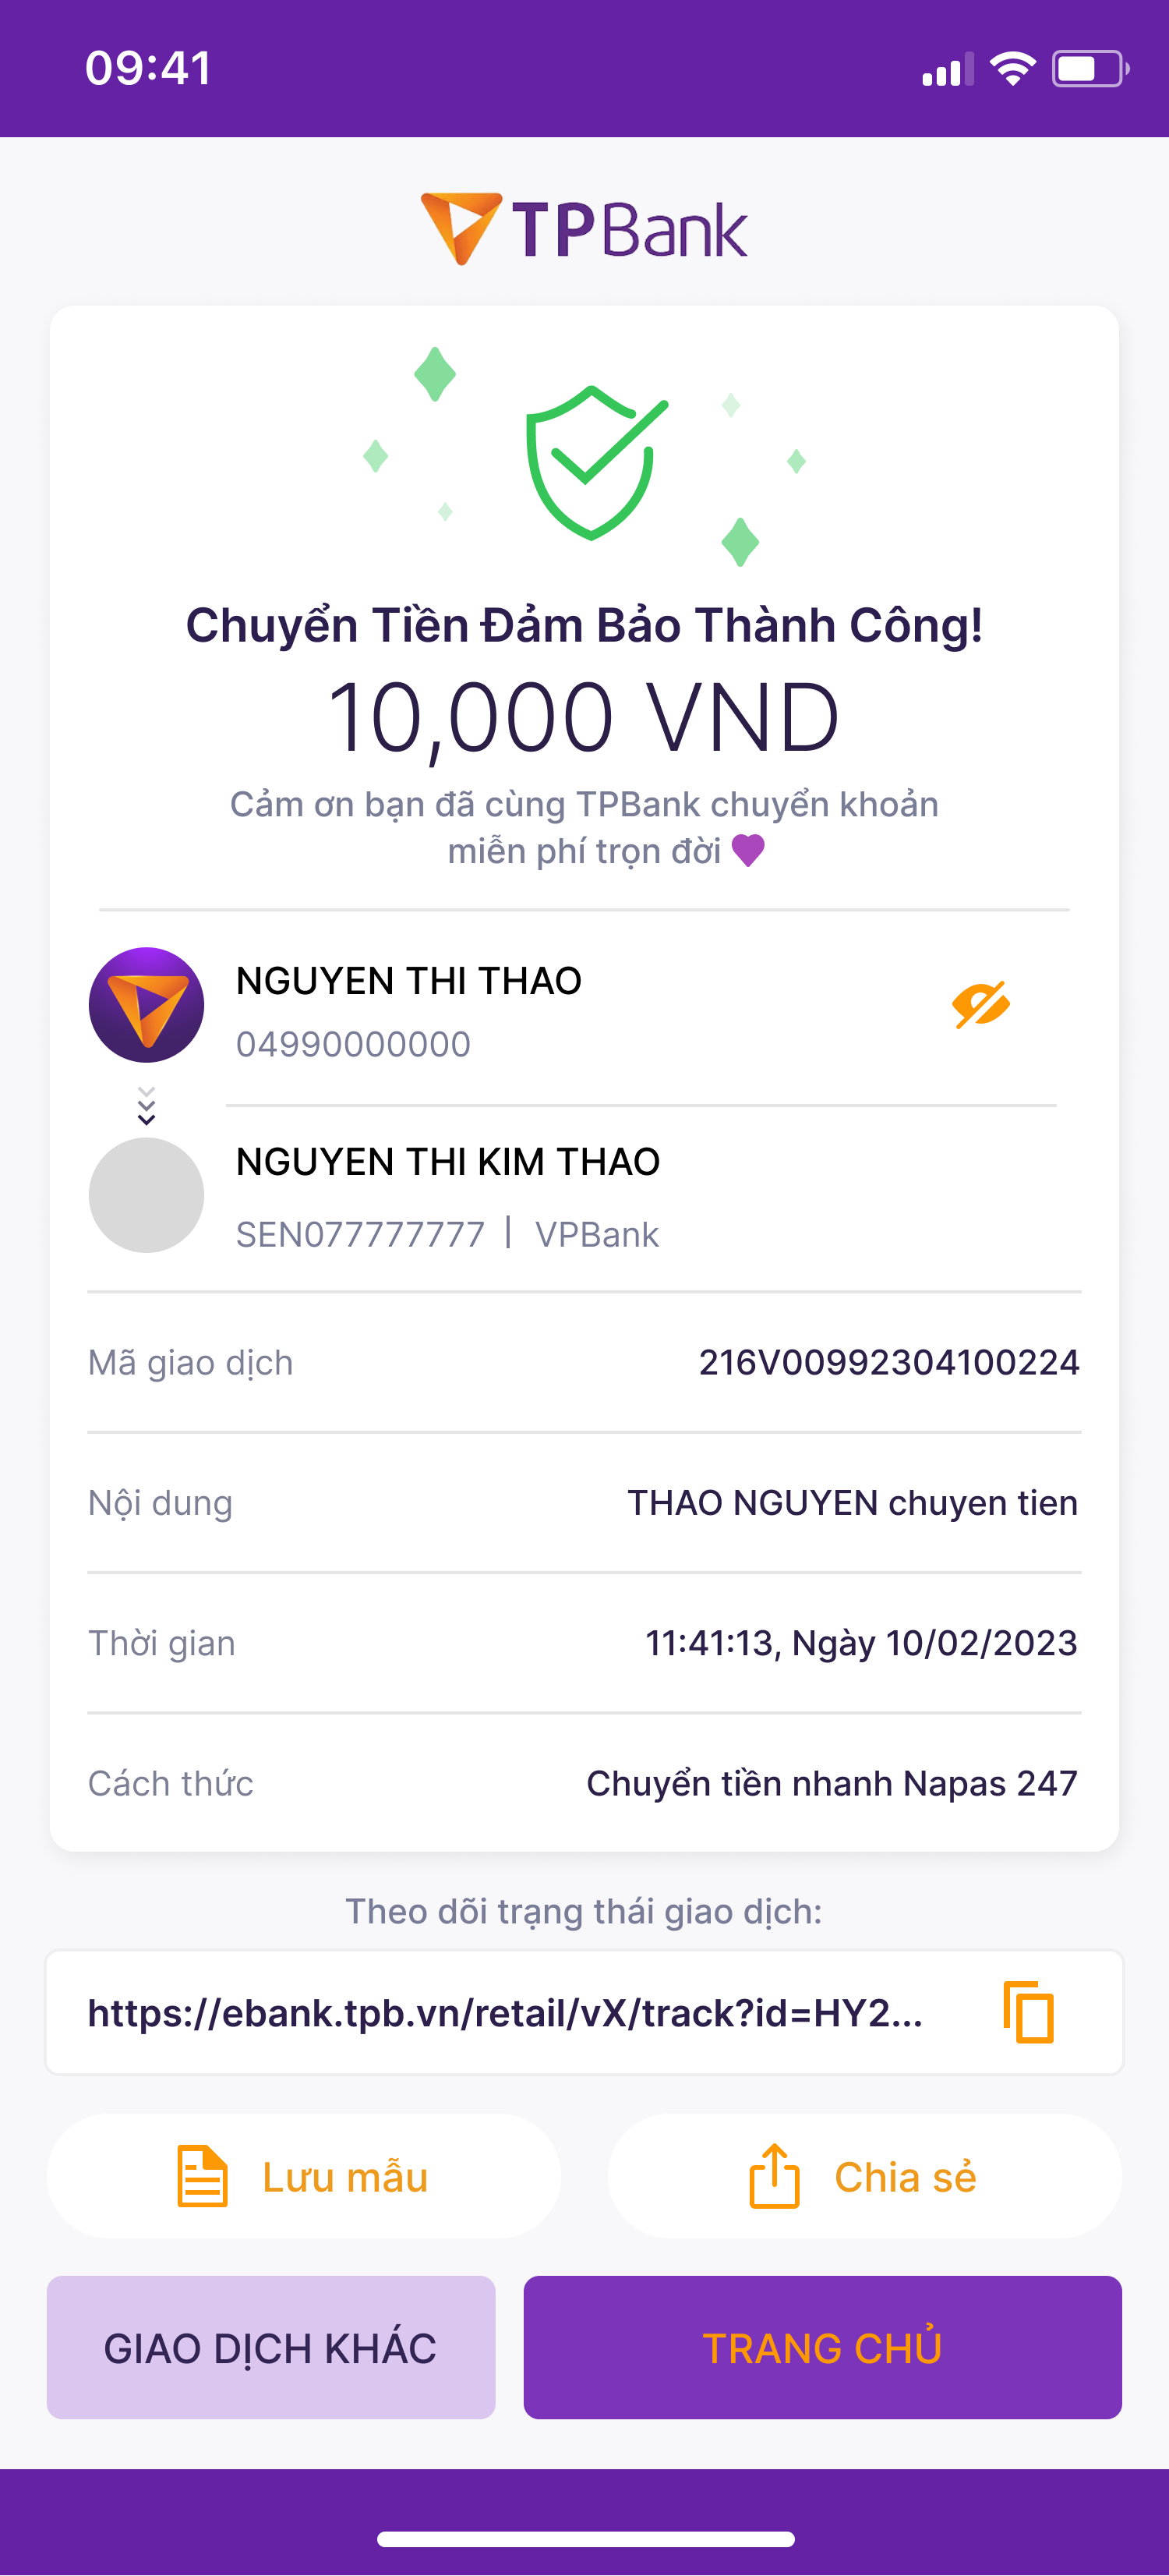 09:41
TPBank
Chuyển Tiền Đảm Bảo Thành Công!
10,000 VND
Cảm ơn bạn đã cùng TPBank chuyển khoản
miễn phí trọn đời 💜
NGUYEN THI THAO
04990000000
NGUYEN THI KIM THAO
SEN077777777 | VPBank
Mã giao dịch 216V00992304100224
Nội dung THAO NGUYEN chuyen tien
Thời gian 11:41:13, Ngày 10/02/2023
Cách thức Chuyển tiền nhanh Napas 247
Theo dõi trạng thái giao dịch:
https://ebank.tpb.vn/retail/vX/track?id=HY2...
Lưu mẫu Chia sẻ
GIAO DỊCH KHÁC TRANG CHỦ